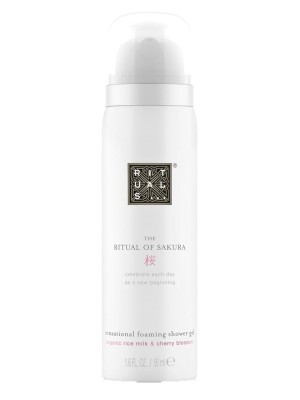 RIT
UAL
S...
®
THE
RITUAL OF SAKURA
桜
celebrate each day
as a new beginning
sensational foaming shower gel
organic rice milk & cherry blossom
1.6 FL. OZ. / 50 ml e